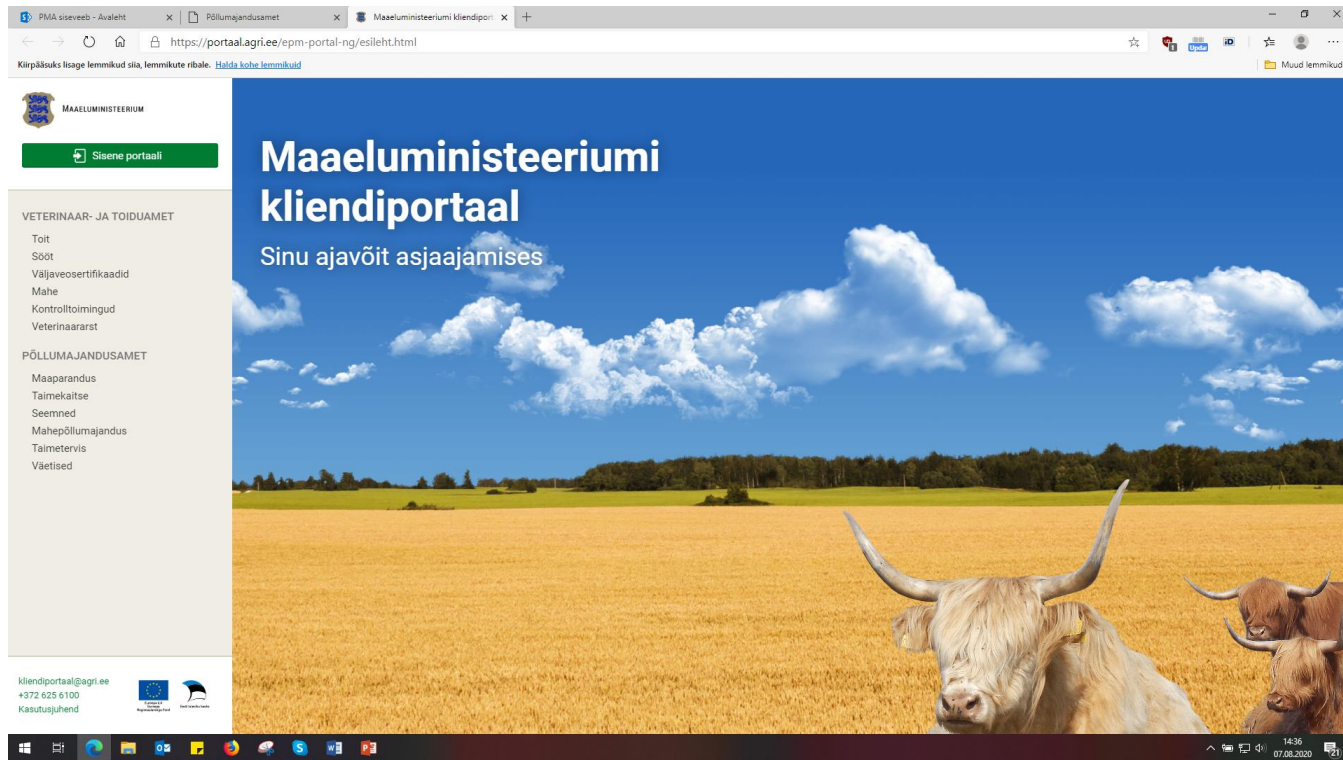 PMA siseveeb - Avaleht
Põllumajandusamet
Maaeluministeeriumi kliendiport
https://portaal.agri.ee/epm-portal-ng/esileht.html
Kiirpääsuks lisage lemmikud siia, lemmikute ribale. Halda kohe lemmikuid
Muud lemmikud
MAAELUMINISTEERIUM
Sisene portaali
Maaeluministeeriumi
kliendiportaal
Sinu ajavõit asjaajamises
VETERINAAR- JA TOIDUAMET
Toit
Sööt
Väljaveosertifikaadid
Mahe
Kontrolltoimingud
Veterinaararst
PÕLLUMAJANDUSAMET
Maaparandus
Taimekaitse
Seemned
Mahepõllumajandus
Taimetervis
Väetised
kliendiportaal@agri.ee
+372 625 6100
Kasutusjuhend
14:36
07.08.2020